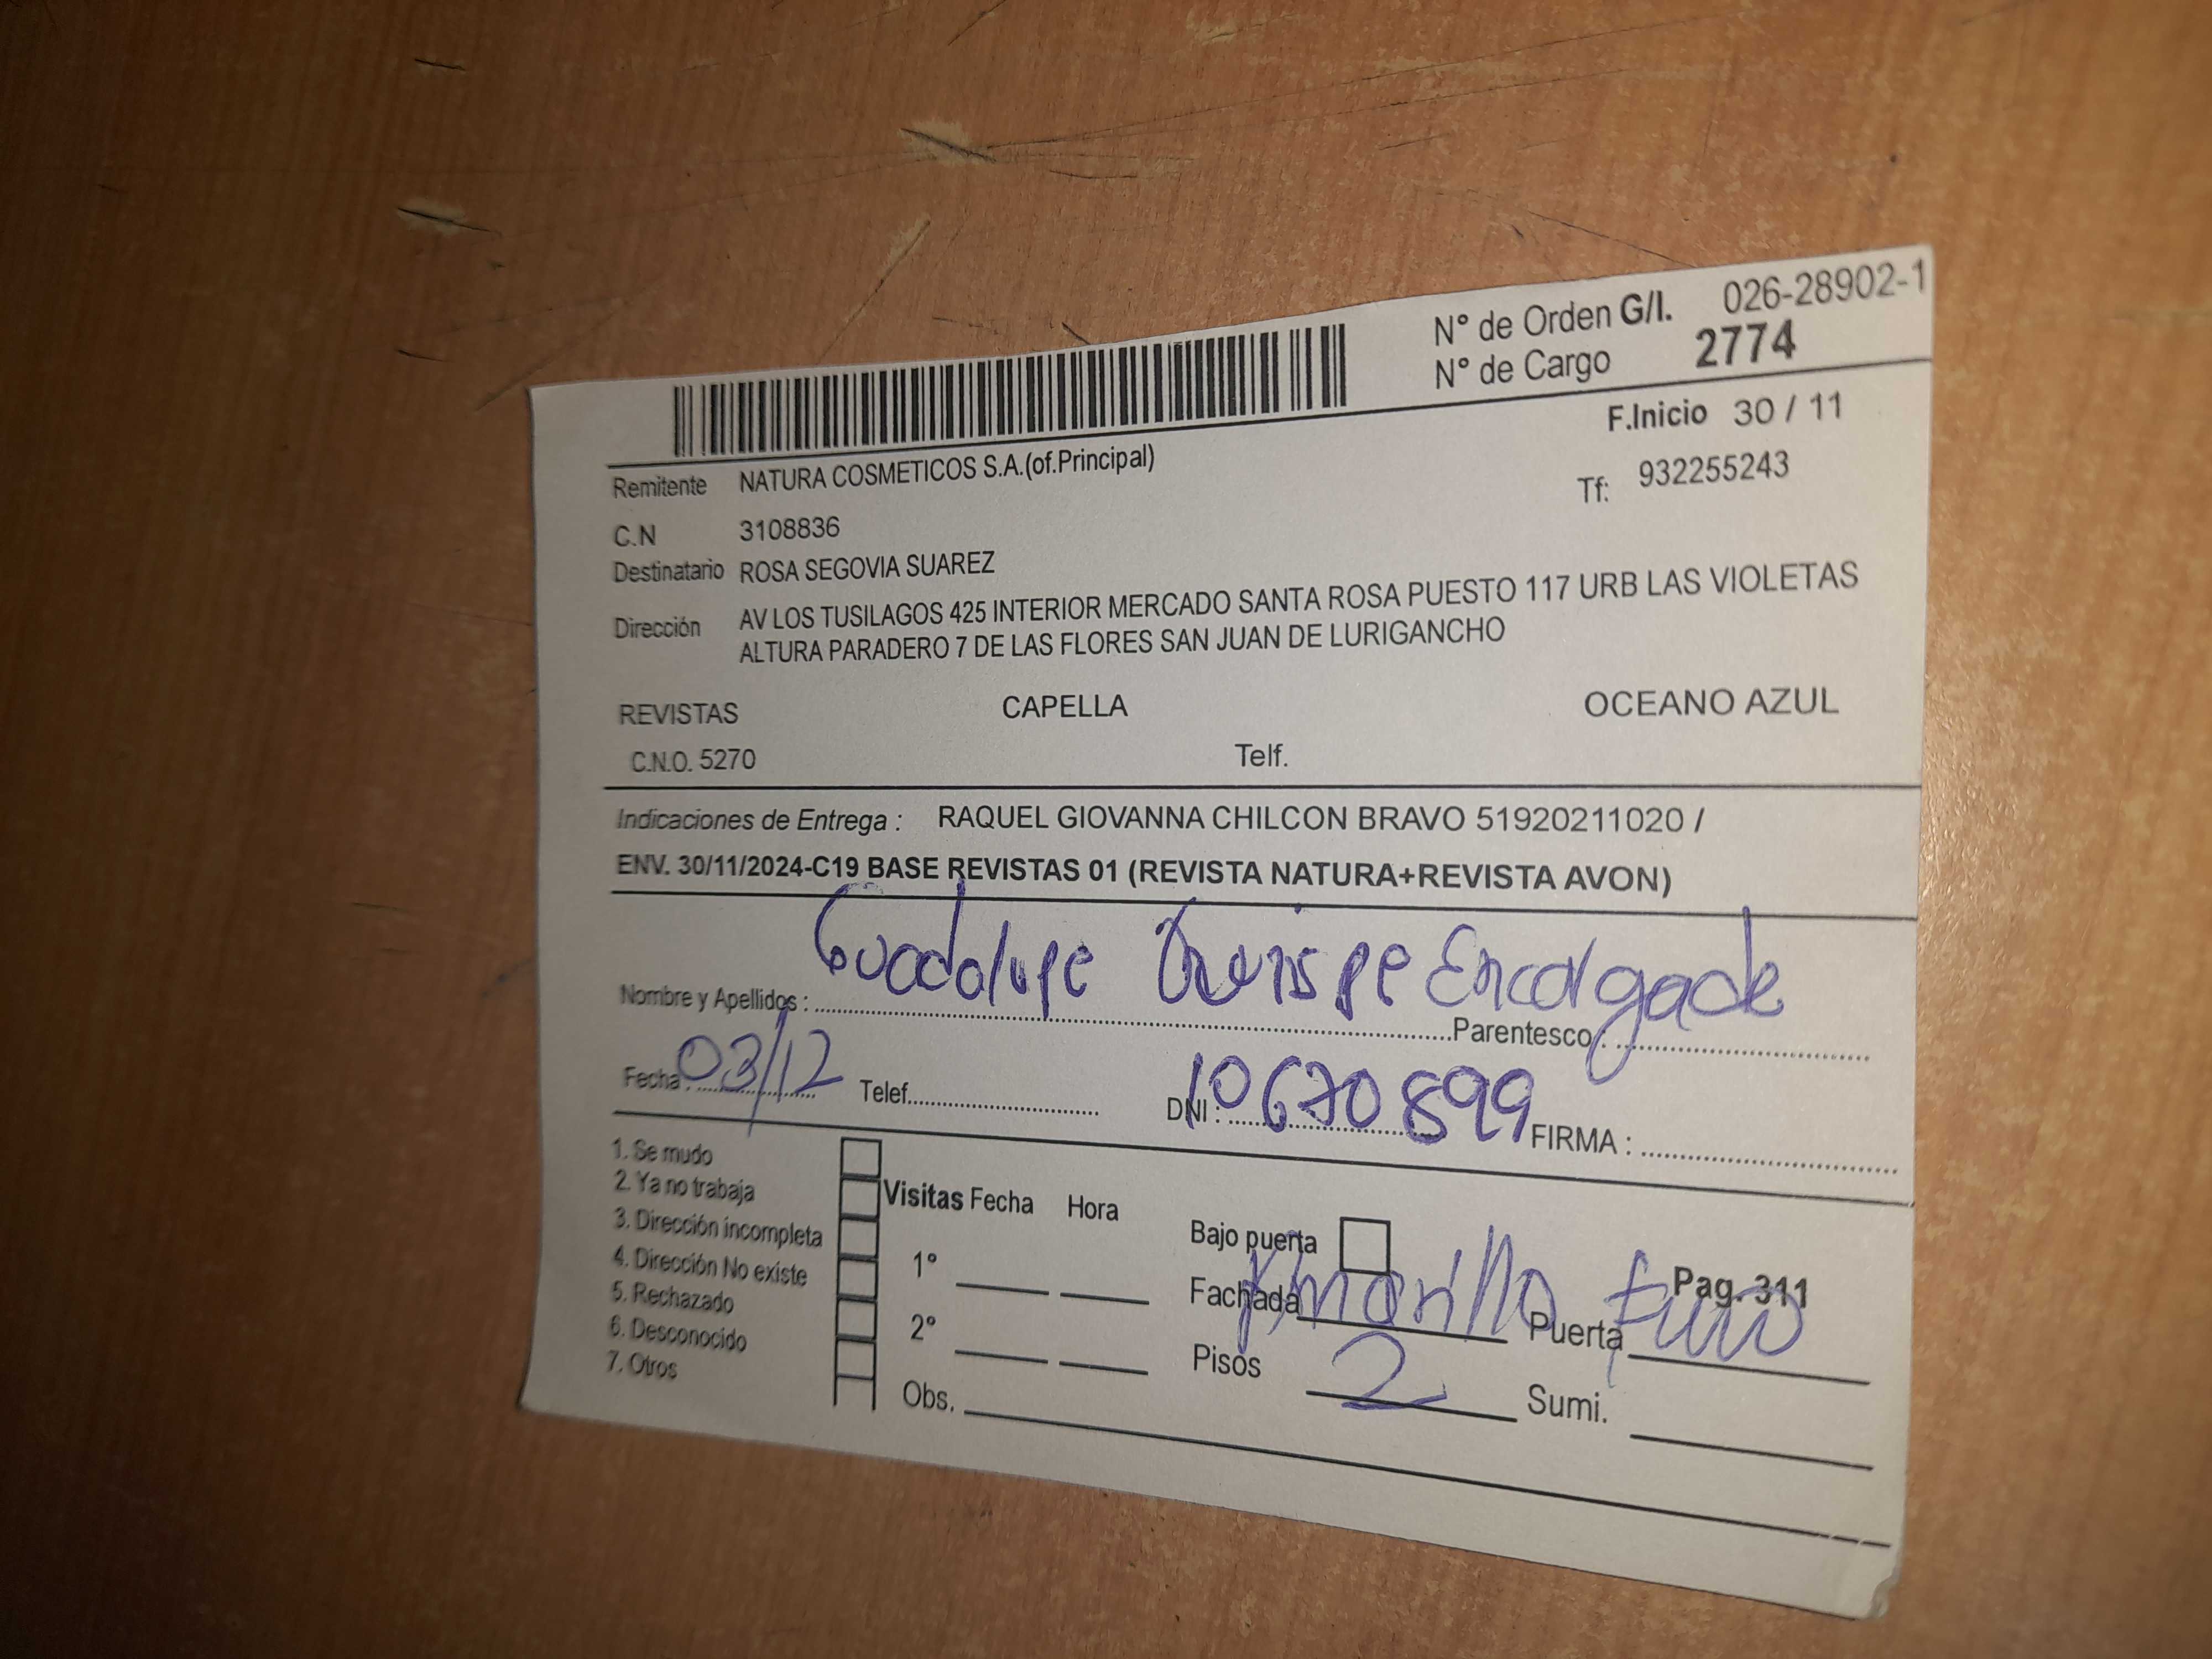 N° de Orden G/I. 026-28902-1
N° de Cargo 2774
F.Inicio 30 / 11
Remitente NATURA COSMETICOS S.A.(of.Principal)
Tf: 932255243
C.N 3108836
Destinatario ROSA SEGOVIA SUAREZ
Dirección AV LOS TUSILAGOS 425 INTERIOR MERCADO SANTA ROSA PUESTO 117 URB LAS VIOLETAS
ALTURA PARADERO 7 DE LAS FLORES SAN JUAN DE LURIGANCHO
REVISTAS CAPELLA OCEANO AZUL
C.N.O. 5270 Telf.
Indicaciones de Entrega : RAQUEL GIOVANNA CHILCON BRAVO 51920211020 /
ENV. 30/11/2024-C19 BASE REVISTAS 01 (REVISTA NATURA+REVISTA AVON)
Nombre y Apellidos : Guadalupe Quispe Parentesco : Encargade
Fecha : 03/12 Telef. DNI : 10670899 FIRMA :
1. Se mudo
2. Ya no trabaja
3. Dirección incompleta
4. Dirección No existe
5. Rechazado
6. Desconocido
7. Otros
Visitas Fecha Hora
1°
2°
Obs.
Bajo puerta
Pag. 311
Fachada Amarillo Puerta
Pisos 2 Sumi.